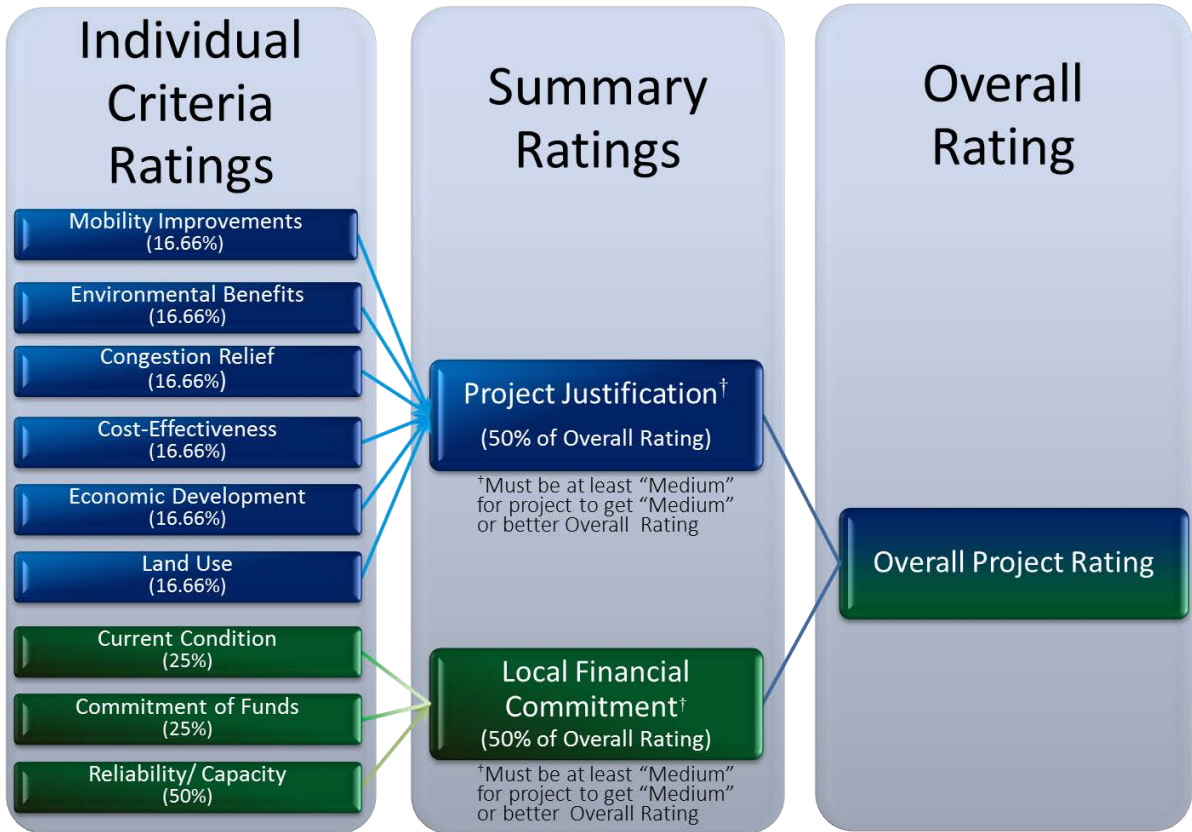 Individual
Criteria
Ratings
Mobility Improvements
(16.66%)
Environmental Benefits
(16.66%)
Congestion Relief
(16.66%)
Cost-Effectiveness
(16.66%)
Economic Development
(16.66%)
Land Use
(16.66%)
Current Condition
(25%)
Commitment of Funds
(25%)
Reliability/ Capacity
(50%)
Summary
Ratings
Project Justification†
(50% of Overall Rating)
†Must be at least “Medium”
for project to get “Medium”
or better Overall Rating
Local Financial
Commitment†
(50% of Overall Rating)
†Must be at least “Medium”
for project to get “Medium”
or better Overall Rating
Overall
Rating
Overall Project Rating